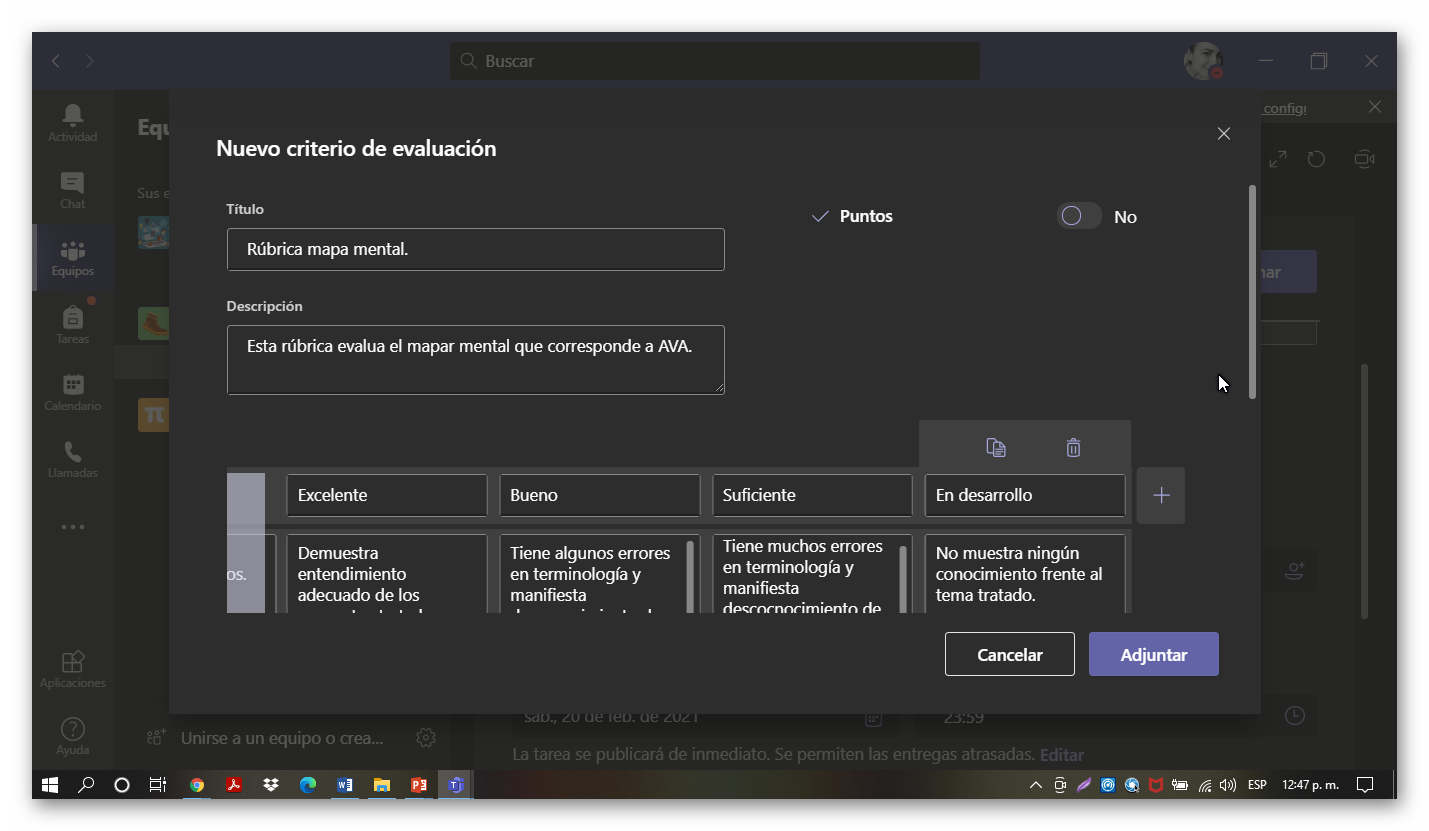 Buscar
Actividad
Chat
Equipos
Tareas
Calendario
Llamadas
Aplicaciones
Ayuda
Equ
Sus e
π
configu
nar
Nuevo criterio de evaluación
Título
Rúbrica mapa mental.
Puntos
No
Descripción
Esta rúbrica evalua el mapar mental que corresponde a AVA.
Excelente
Bueno
Suficiente
En desarrollo
os.
Demuestra
entendimiento
adecuado de los
Tiene algunos errores
en terminología y
manifiesta
Tiene muchos errores
en terminología y
manifiesta
descocnocimiento de
No muestra ningún
conocimiento frente al
tema tratado.
Cancelar
Adjuntar
sáb., 20 de feb. de 2021
23:59
Unirse a un equipo o crea...
La tarea se publicará de inmediato. Se permiten las entregas atrasadas. Editar
ESP
12:47 p. m.